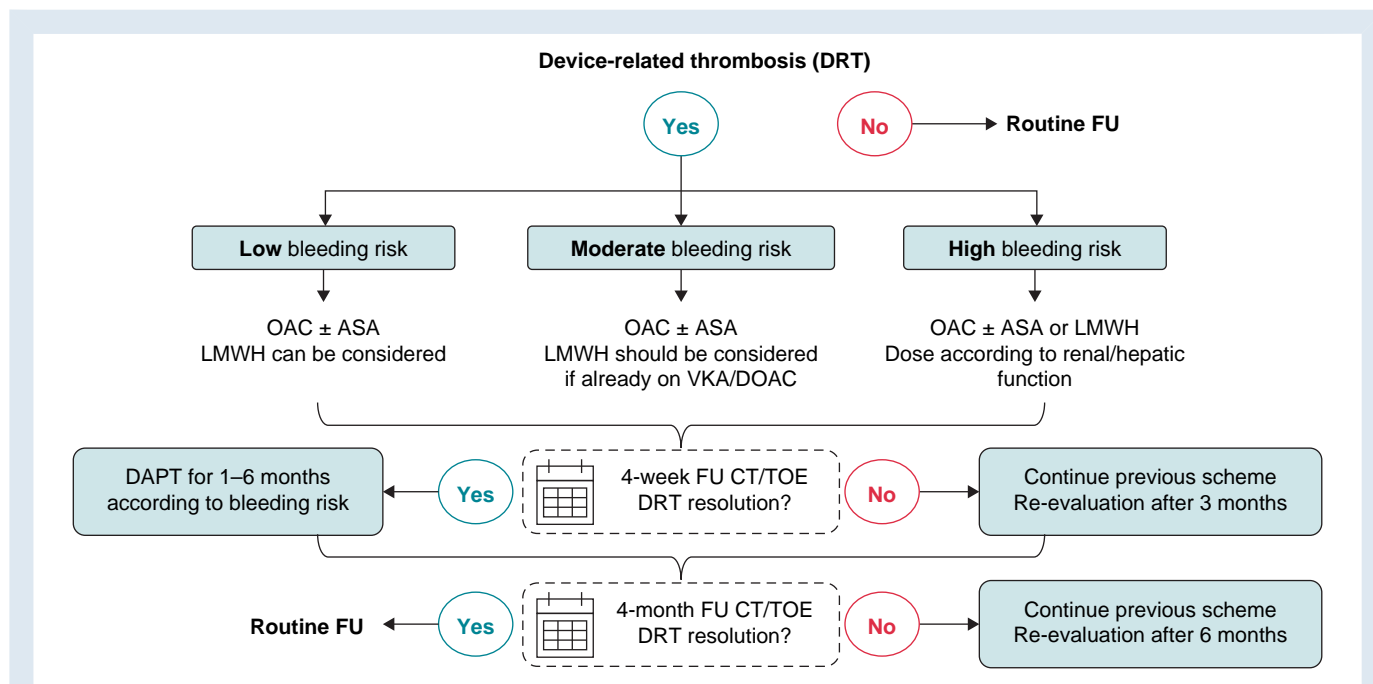 Device-related thrombosis (DRT)
Yes
No
Routine FU
Low bleeding risk
Moderate bleeding risk
High bleeding risk
OAC ± ASA
LMWH can be considered
OAC ± ASA
LMWH should be considered
if already on VKA/DOAC
OAC ± ASA or LMWH
Dose according to renal/hepatic
function
DAPT for 1–6 months
according to bleeding risk
Yes
4-week FU CT/TOE
DRT resolution?
No
Continue previous scheme
Re-evaluation after 3 months
Routine FU
Yes
4-month FU CT/TOE
DRT resolution?
No
Continue previous scheme
Re-evaluation after 6 months